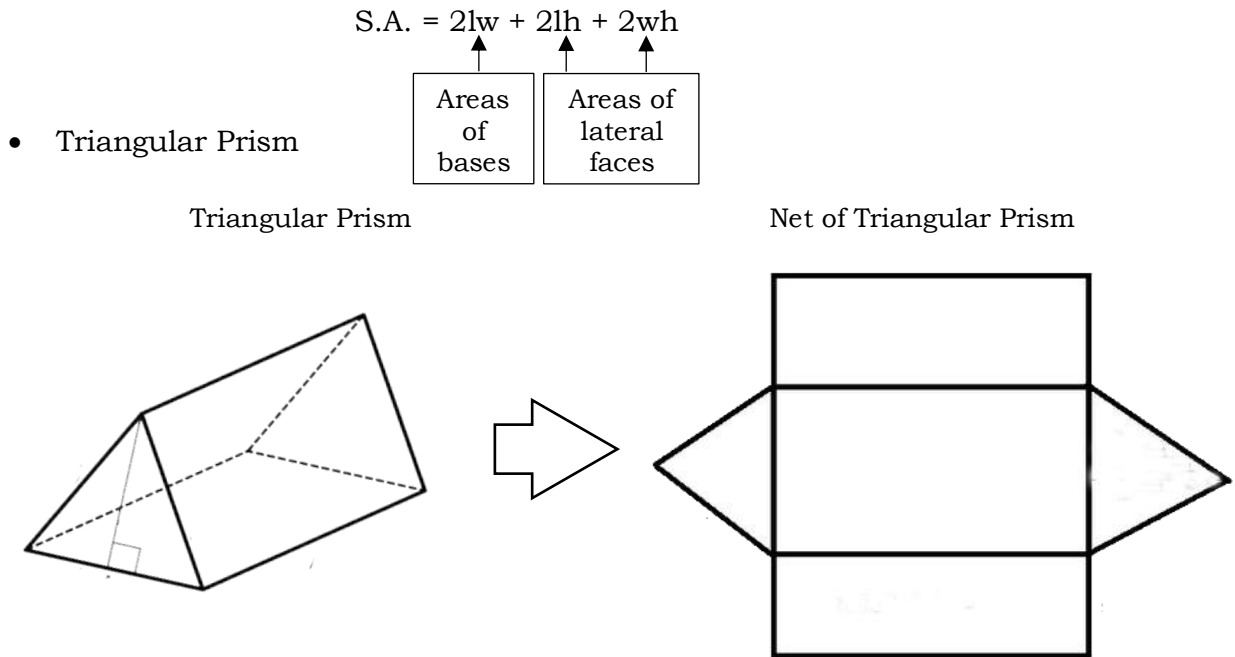 S.A. = 2lw + 2lh + 2wh
Areas
of
bases
Areas of
lateral
faces
• Triangular Prism
Triangular Prism
Net of Triangular Prism